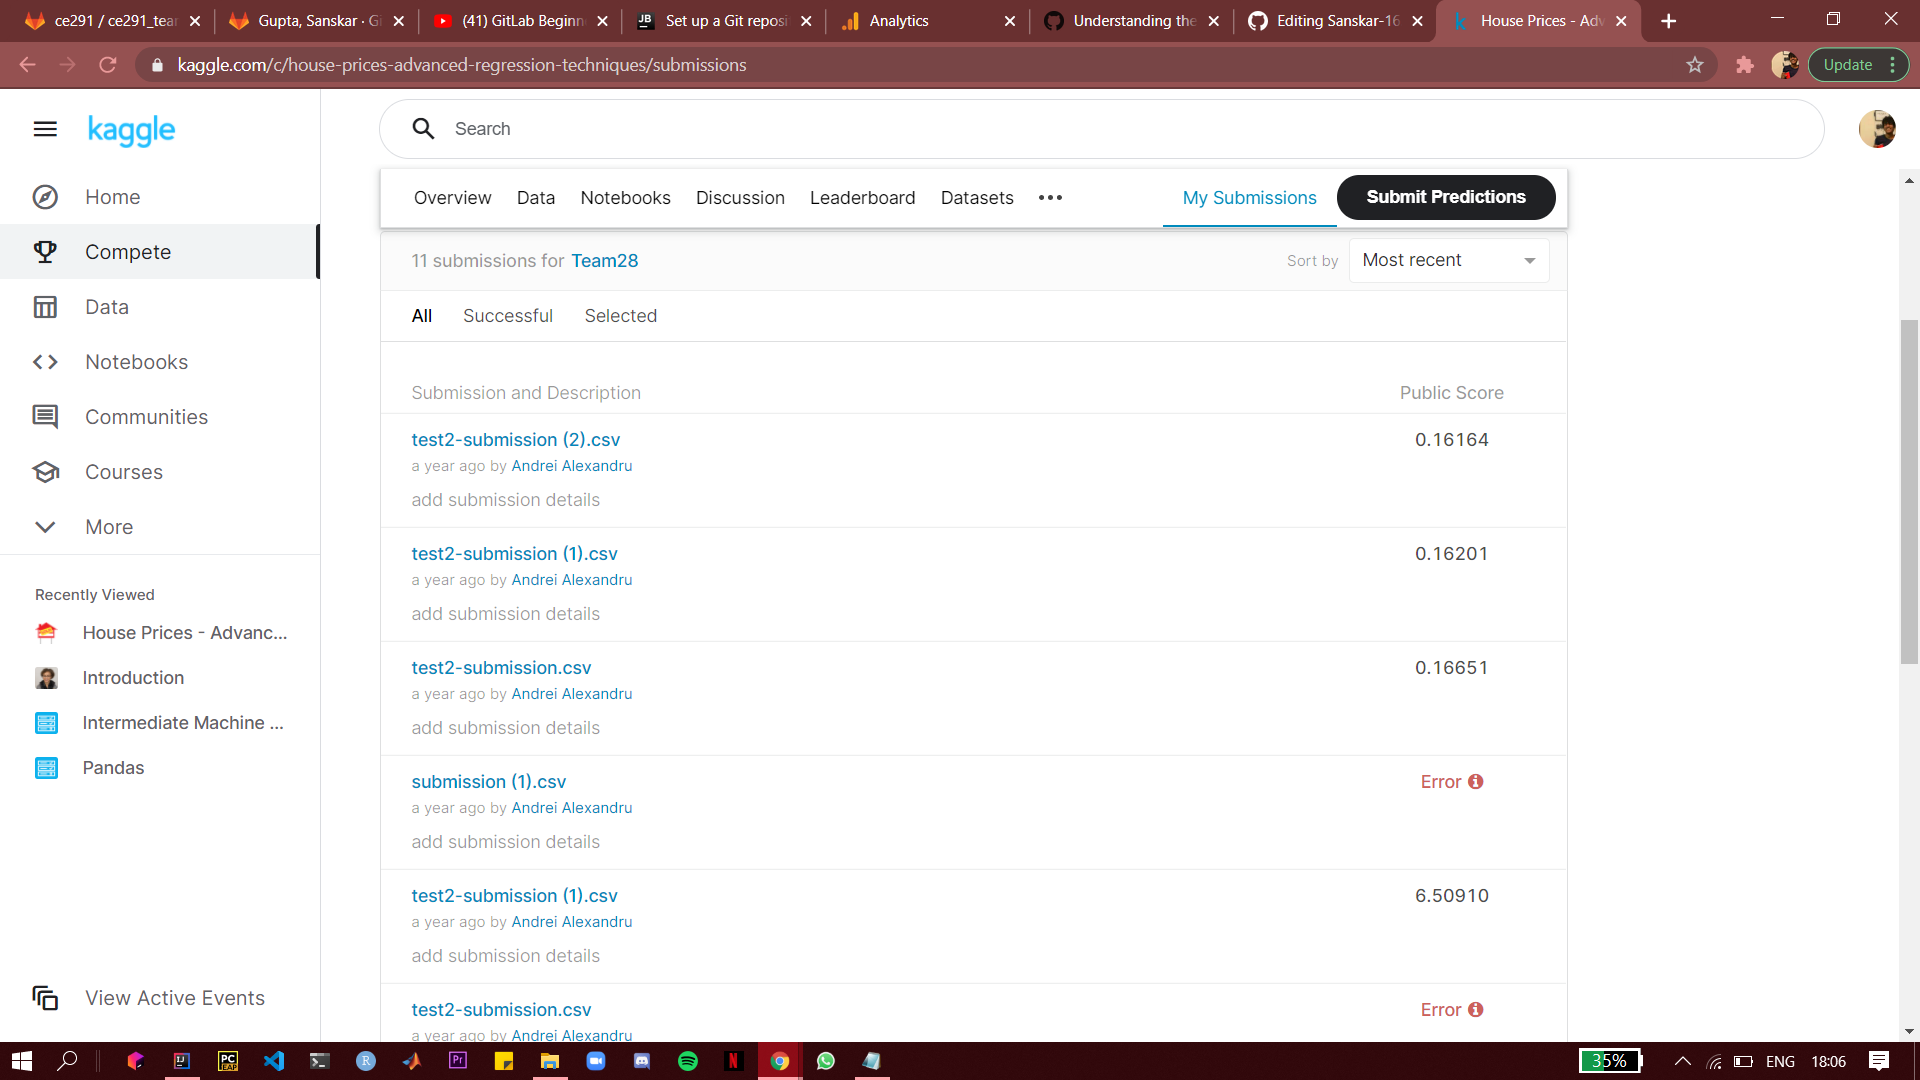 ce291 / ce291_tear
Gupta, Sanskar · Gi
(41) GitLab Beginn
Set up a Git reposi
Analytics
Understanding the
Editing Sanskar-16
House Prices - Adv
kaggle.com/c/house-prices-advanced-regression-techniques/submissions
Update
kaggle
Search
Home
Compete
Data
Notebooks
Communities
Courses
More
Recently Viewed
House Prices - Advanc...
Introduction
Intermediate Machine ...
Pandas
View Active Events
Overview
Data
Notebooks
Discussion
Leaderboard
Datasets
My Submissions
Submit Predictions
11 submissions for Team28
Sort by
Most recent
All
Successful
Selected
Submission and Description
Public Score
test2-submission (2).csv
0.16164
a year ago by Andrei Alexandru
add submission details
test2-submission (1).csv
0.16201
a year ago by Andrei Alexandru
add submission details
test2-submission.csv
0.16651
a year ago by Andrei Alexandru
add submission details
submission (1).csv
Error
a year ago by Andrei Alexandru
add submission details
test2-submission (1).csv
6.50910
a year ago by Andrei Alexandru
add submission details
test2-submission.csv
Error
a year ago by Andrei Alexandru
35%
ENG
18:06